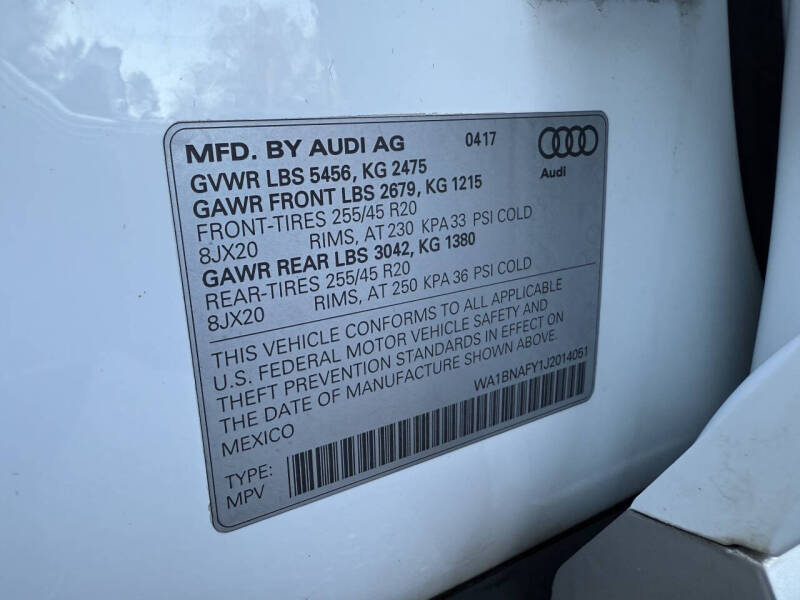 MFD. BY AUDI AG 0417
Audi
GVWR LBS 5456, KG 2475
GAWR FRONT LBS 2679, KG 1215
FRONT-TIRES 255/45 R20
8JX20 RIMS, AT 230 KPA 33 PSI COLD
GAWR REAR LBS 3042, KG 1380
REAR-TIRES 255/45 R20
8JX20 RIMS, AT 250 KPA 36 PSI COLD
THIS VEHICLE CONFORMS TO ALL APPLICABLE
U.S. FEDERAL MOTOR VEHICLE SAFETY AND
THEFT PREVENTION STANDARDS IN EFFECT ON
THE DATE OF MANUFACTURE SHOWN ABOVE.
MEXICO WA1BNAFY1J2014051
TYPE:
MPV